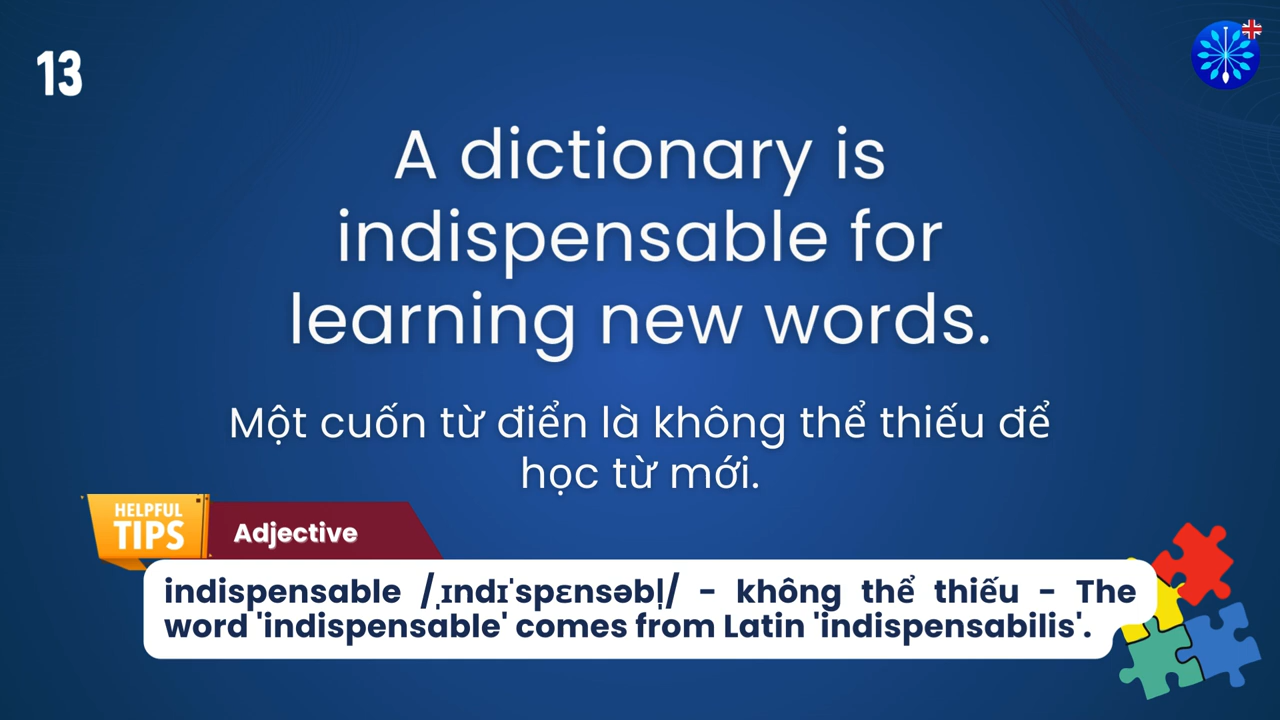 13
A dictionary is
indispensable for
learning new words.
Một cuốn từ điển là không thể thiếu để
học từ mới.
HELPFUL
TIPS
Adjective
indispensable /ˌɪndɪˈspɛnsəbl̩/ - không thể thiếu - The
word 'indispensable' comes from Latin 'indispensabilis'.